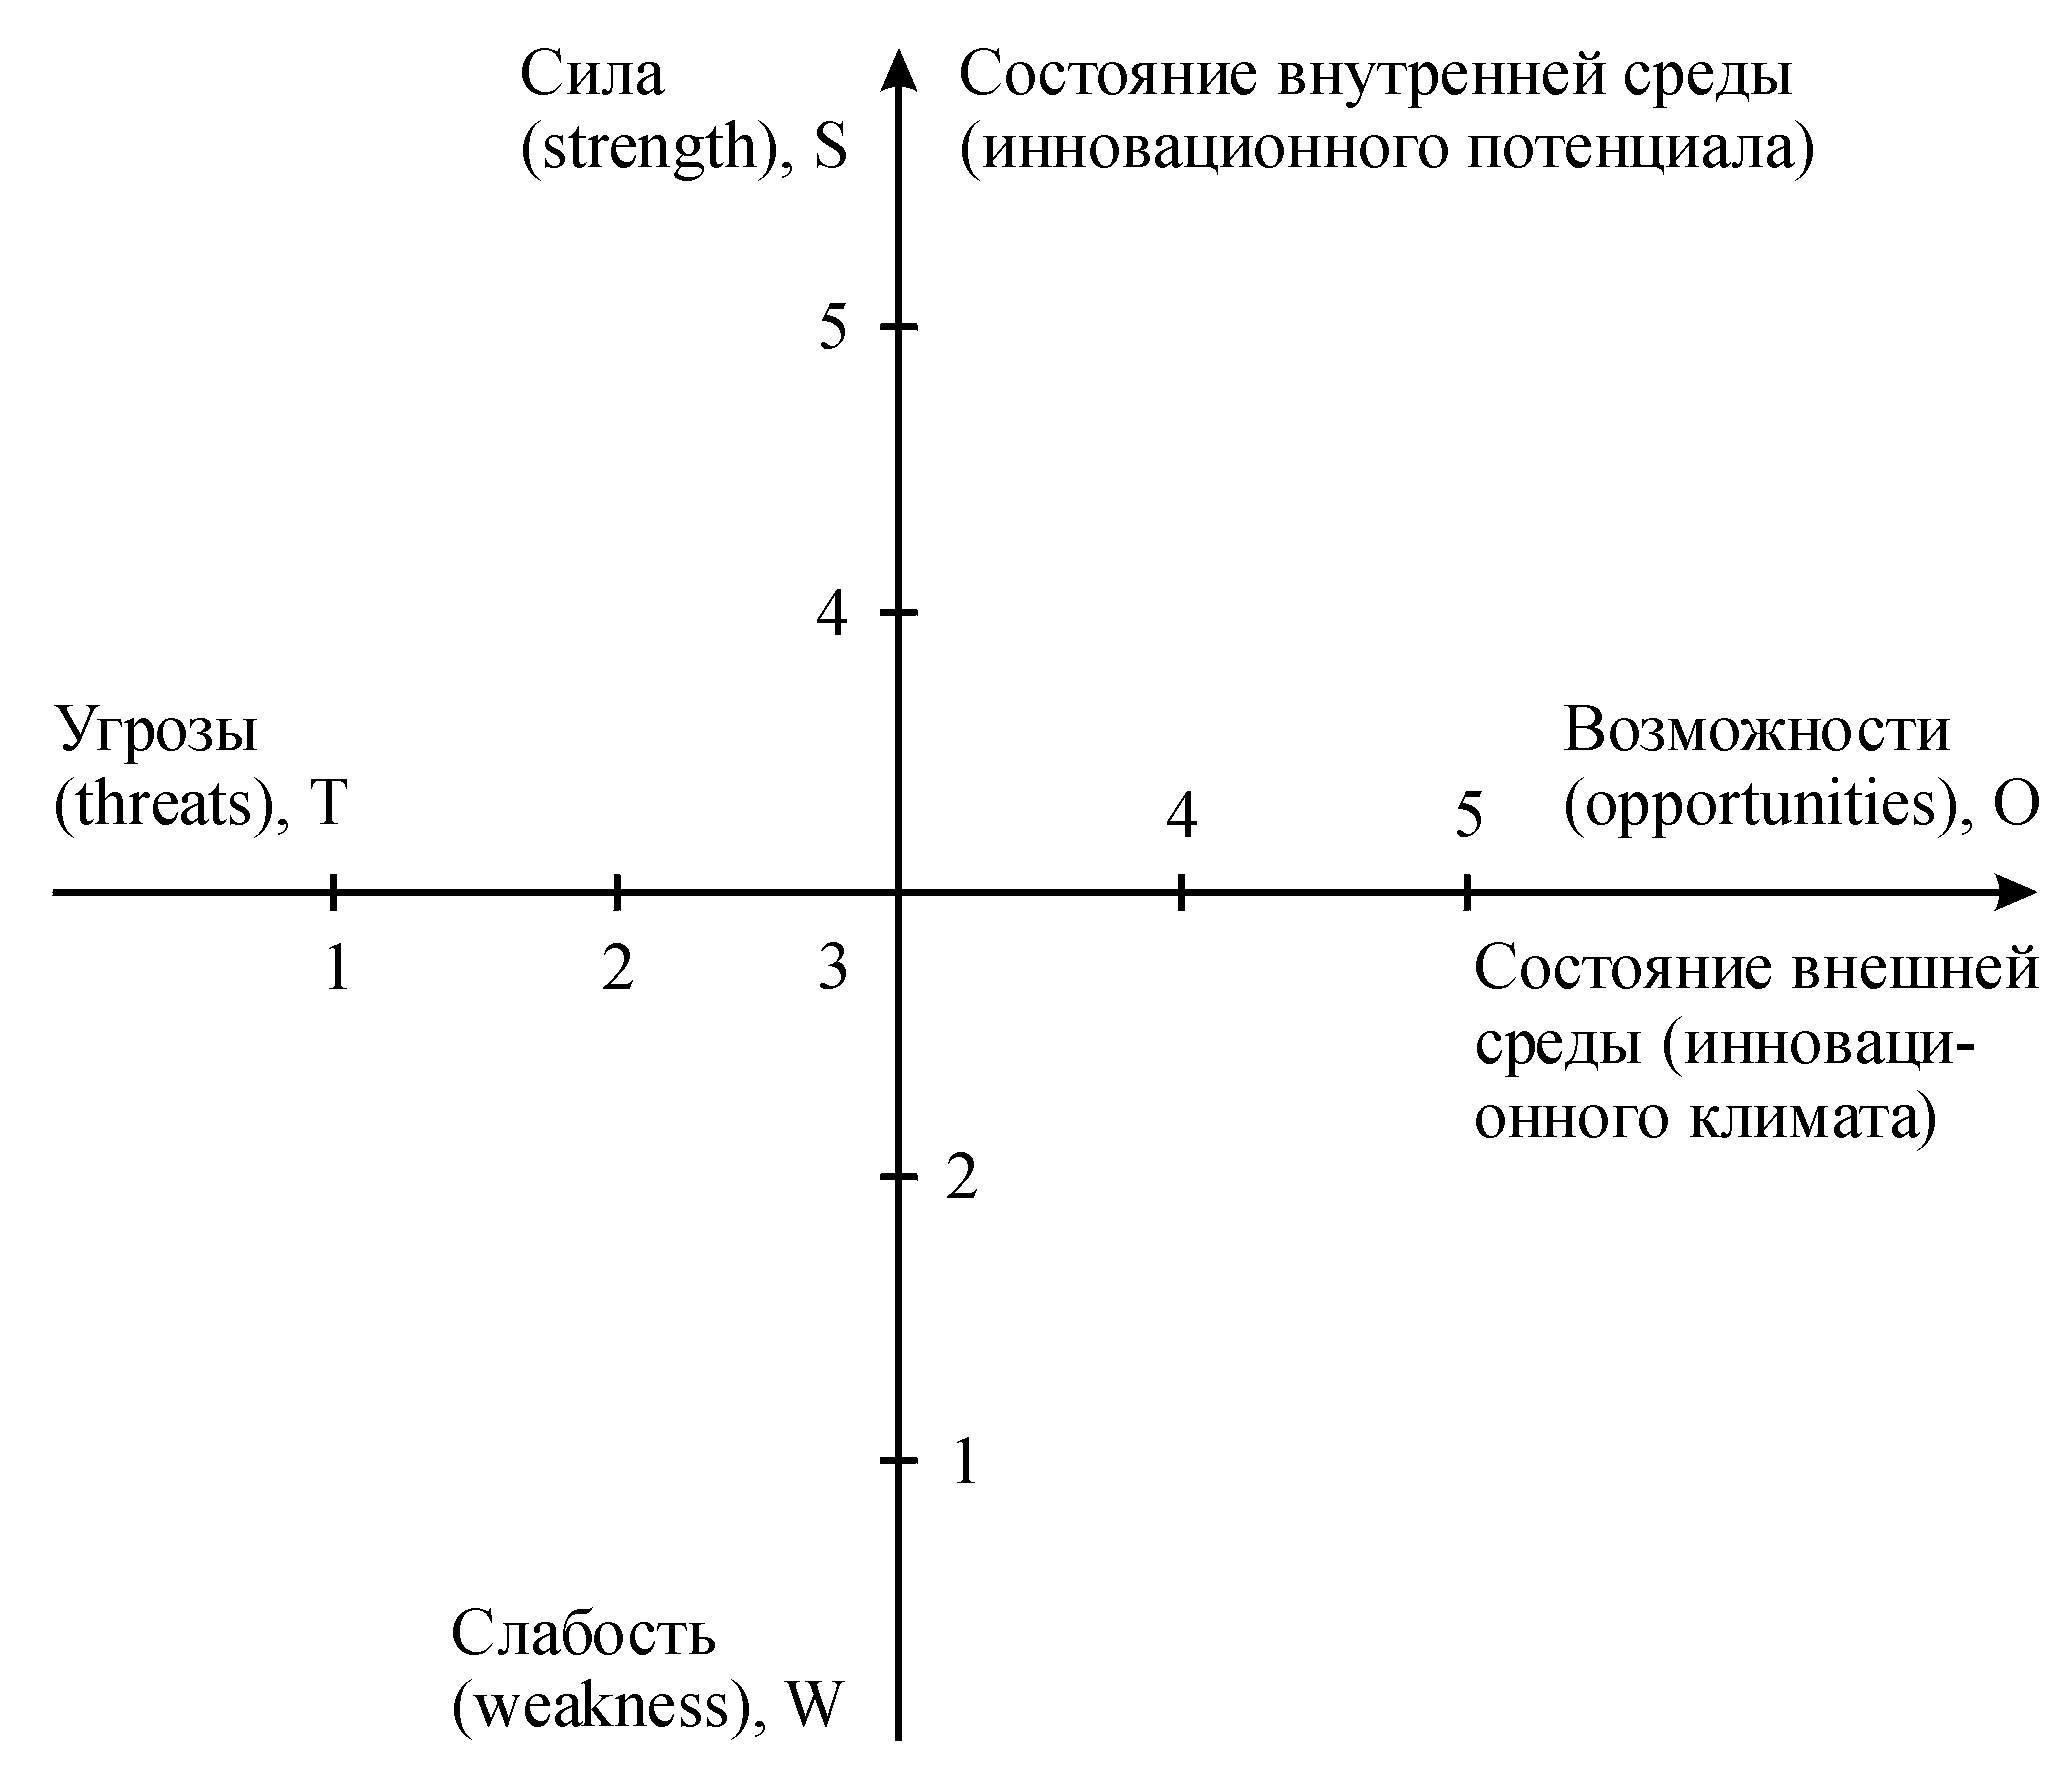 Сила
(strength), S
Состояние внутренней среды
(инновационного потенциала)
5
4
Угрозы
(threats), T
Возможности
(opportunities), O
4
5
1
2
3
Состояние внешней
среды (инноваци-
онного климата)
2
1
Слабость
(weakness), W